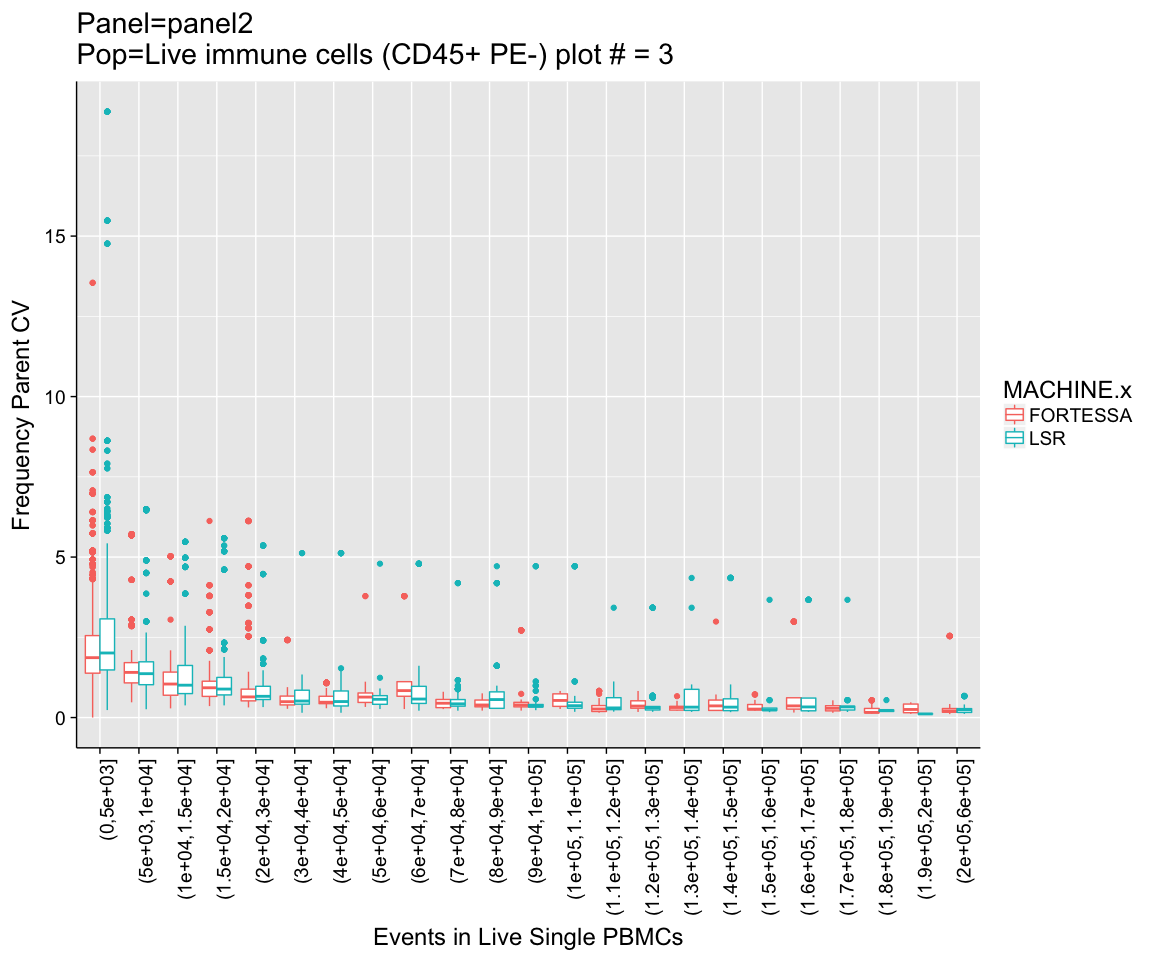 Panel=panel2
Pop=Live immune cells (CD45+ PE-) plot # = 3
Frequency Parent CV
15
10
5
0
(0,5e+03]
(5e+03,1e+04]
(1e+04,1.5e+04]
(1.5e+04,2e+04]
(2e+04,3e+04]
(3e+04,4e+04]
(4e+04,5e+04]
(5e+04,6e+04]
(6e+04,7e+04]
(7e+04,8e+04]
(8e+04,9e+04]
(9e+04,1e+05]
(1e+05,1.1e+05]
(1.1e+05,1.2e+05]
(1.2e+05,1.3e+05]
(1.3e+05,1.4e+05]
(1.4e+05,1.5e+05]
(1.5e+05,1.6e+05]
(1.6e+05,1.7e+05]
(1.7e+05,1.8e+05]
(1.8e+05,1.9e+05]
(1.9e+05,2e+05]
(2e+05,6e+05]
Events in Live Single PBMCs
MACHINE.x
FORTESSA
LSR